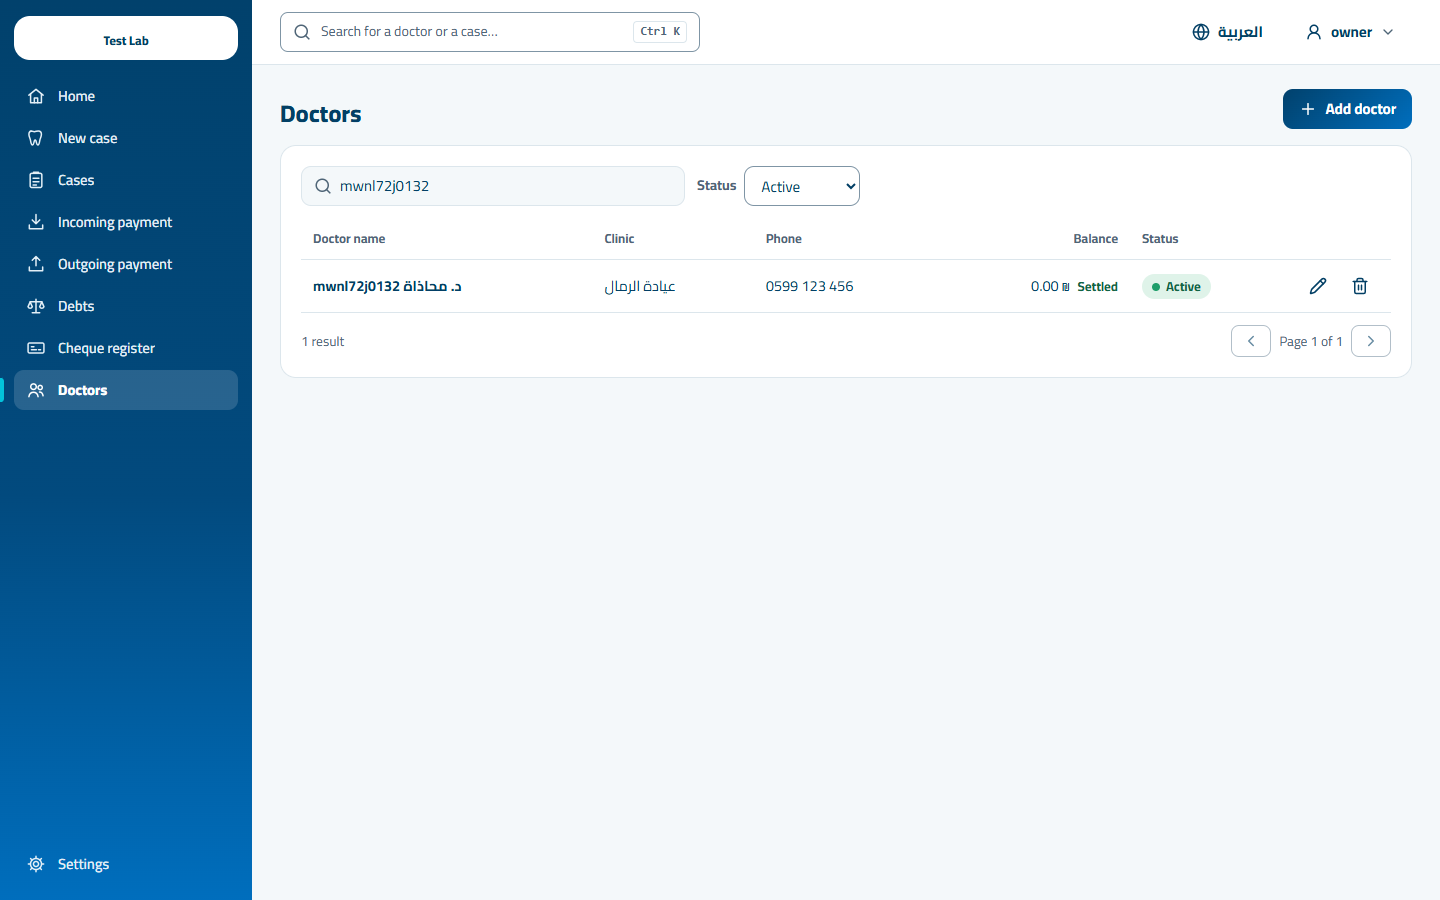 Test Lab
Search for a doctor or a case...
Ctrl K
العربية
owner
Home
New case
Cases
Incoming payment
Outgoing payment
Debts
Cheque register
Doctors
Settings
Doctors
Add doctor
mwnl72j0132
Status
Active
Doctor name
Clinic
Phone
Balance
Status
د. محاذاة mwnl72j0132
عيادة الرمال
0599 123 456
0.00 ₪ Settled
Active
1 result
Page 1 of 1